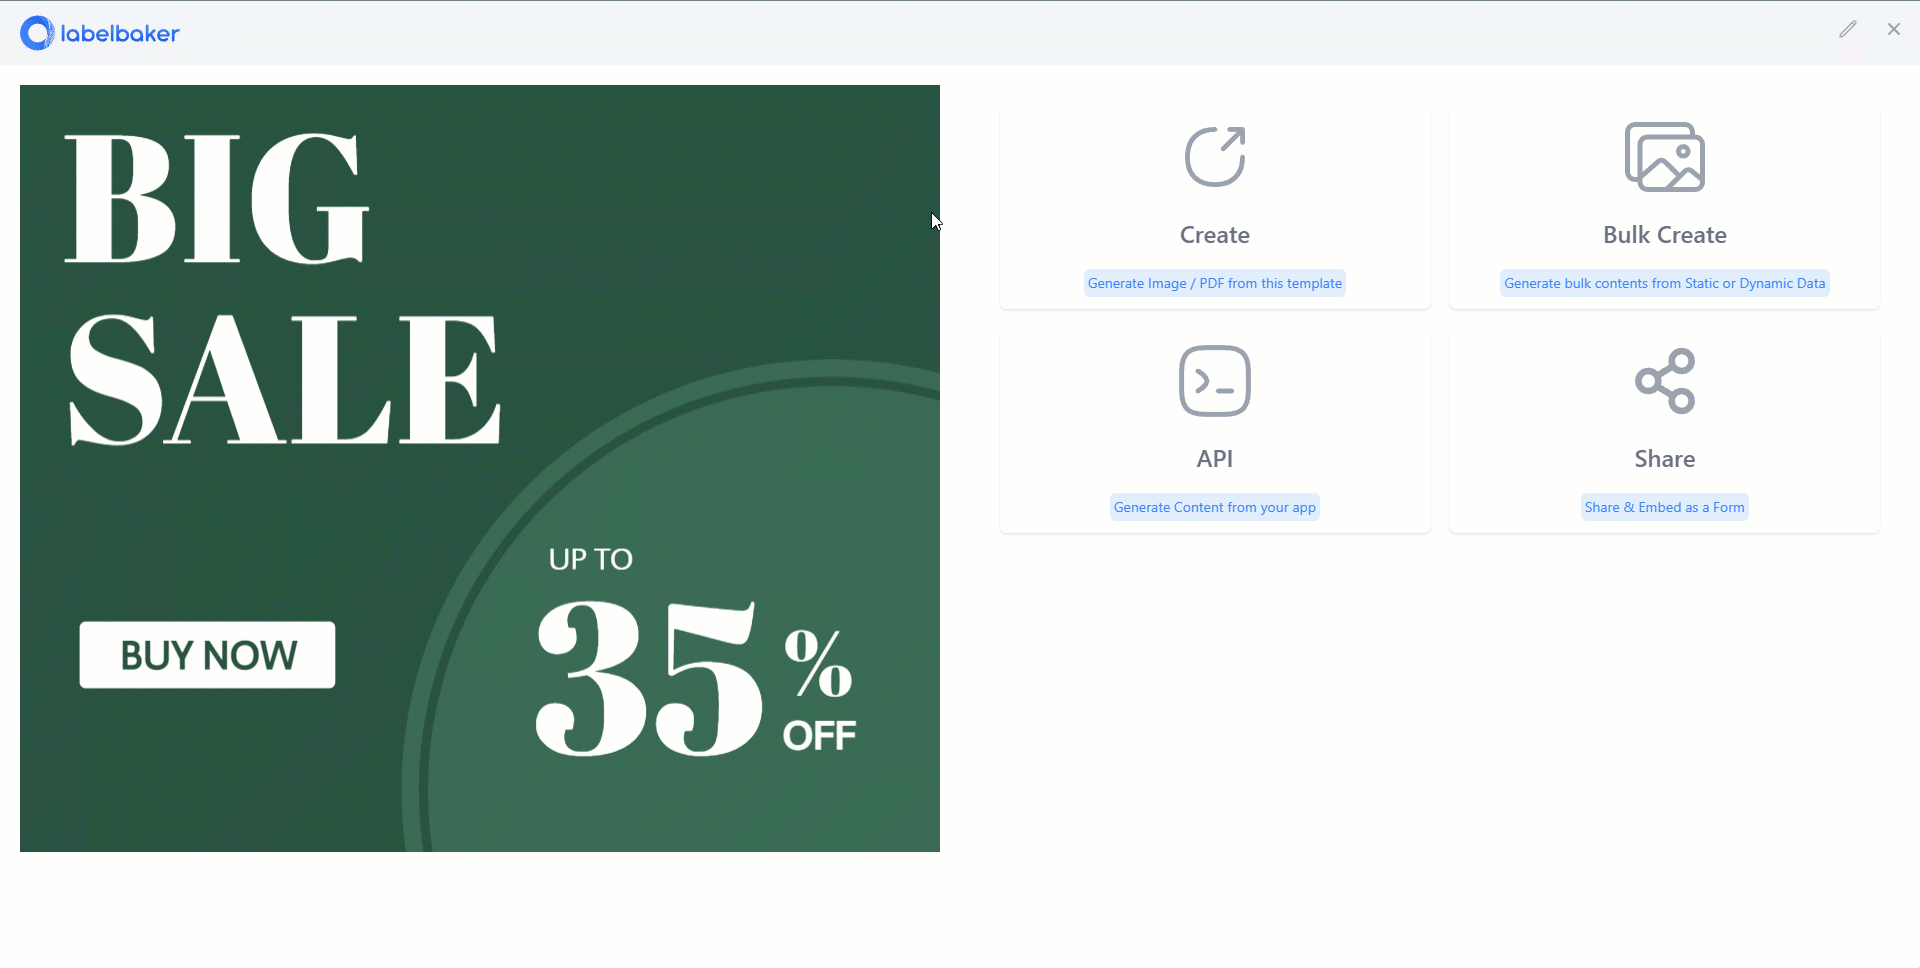 labelbaker
BIG
SALE
UP TO
35
%
OFF
BUY NOW
Create
Generate Image / PDF from this template
Bulk Create
Generate bulk contents from Static or Dynamic Data
API
Generate Content from your app
Share
Share & Embed as a Form